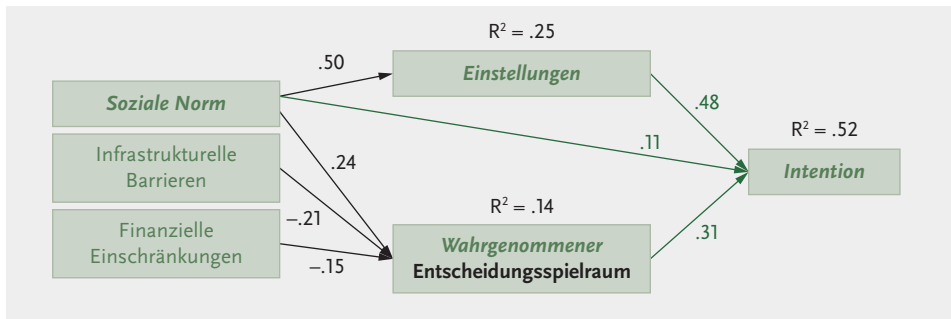 R² = .25
.50
Einstellungen
Soziale Norm
.48
R² = .52
.11
Infrastrukturelle
Barrieren
.24
Intention
R² = .14
–.21
Finanzielle
Einschränkungen
Wahrgenommener
Entscheidungsspielraum
.31
–.15